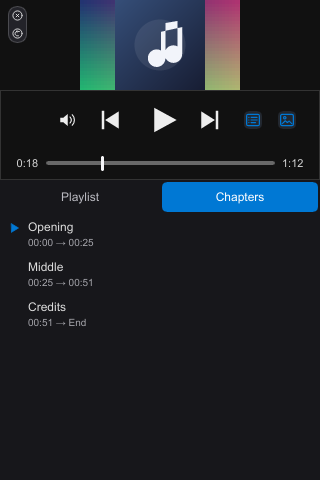 0:18
1:12
Playlist
Chapters
Opening
00:00 → 00:25
Middle
00:25 → 00:51
Credits
00:51 → End